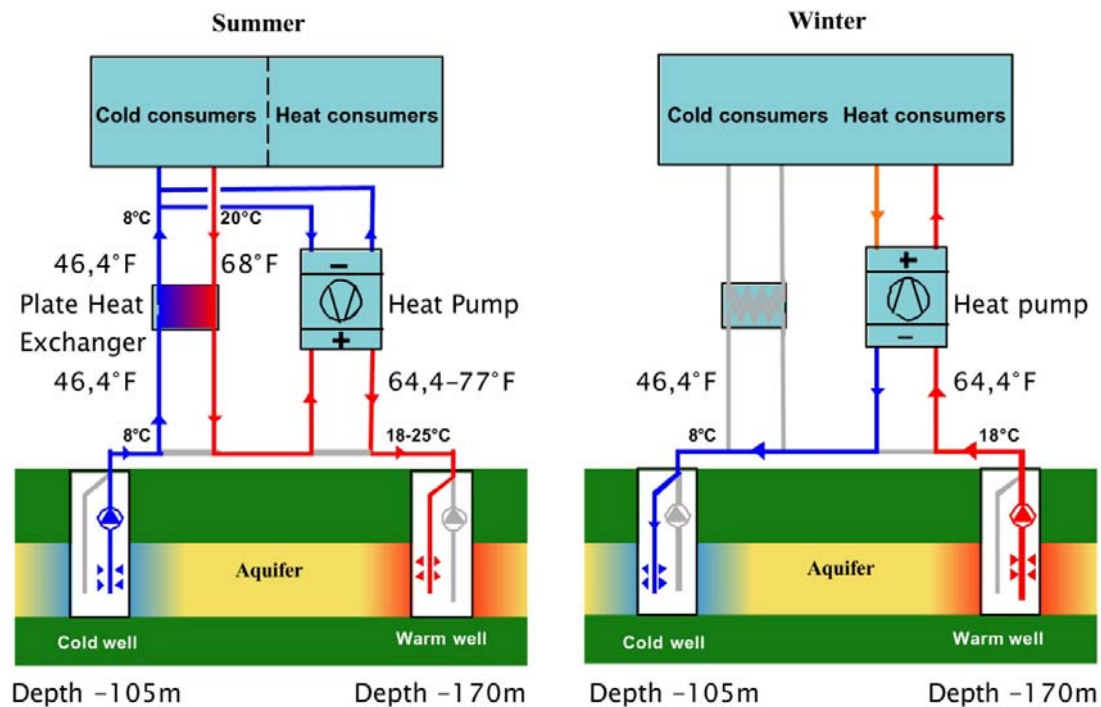 Summer
Cold consumers
Heat consumers
8°C
20°C
46,4°F
68°F
−
Plate Heat
Exchanger
Heat Pump
+
46,4°F
64,4–77°F
8°C
18-25°C
Aquifer
Cold well
Warm well
Depth –105m
Depth –170m
Winter
Cold consumers
Heat consumers
+
Heat pump
−
46,4°F
64,4°F
8°C
18°C
Aquifer
Cold well
Warm well
Depth –105m
Depth –170m